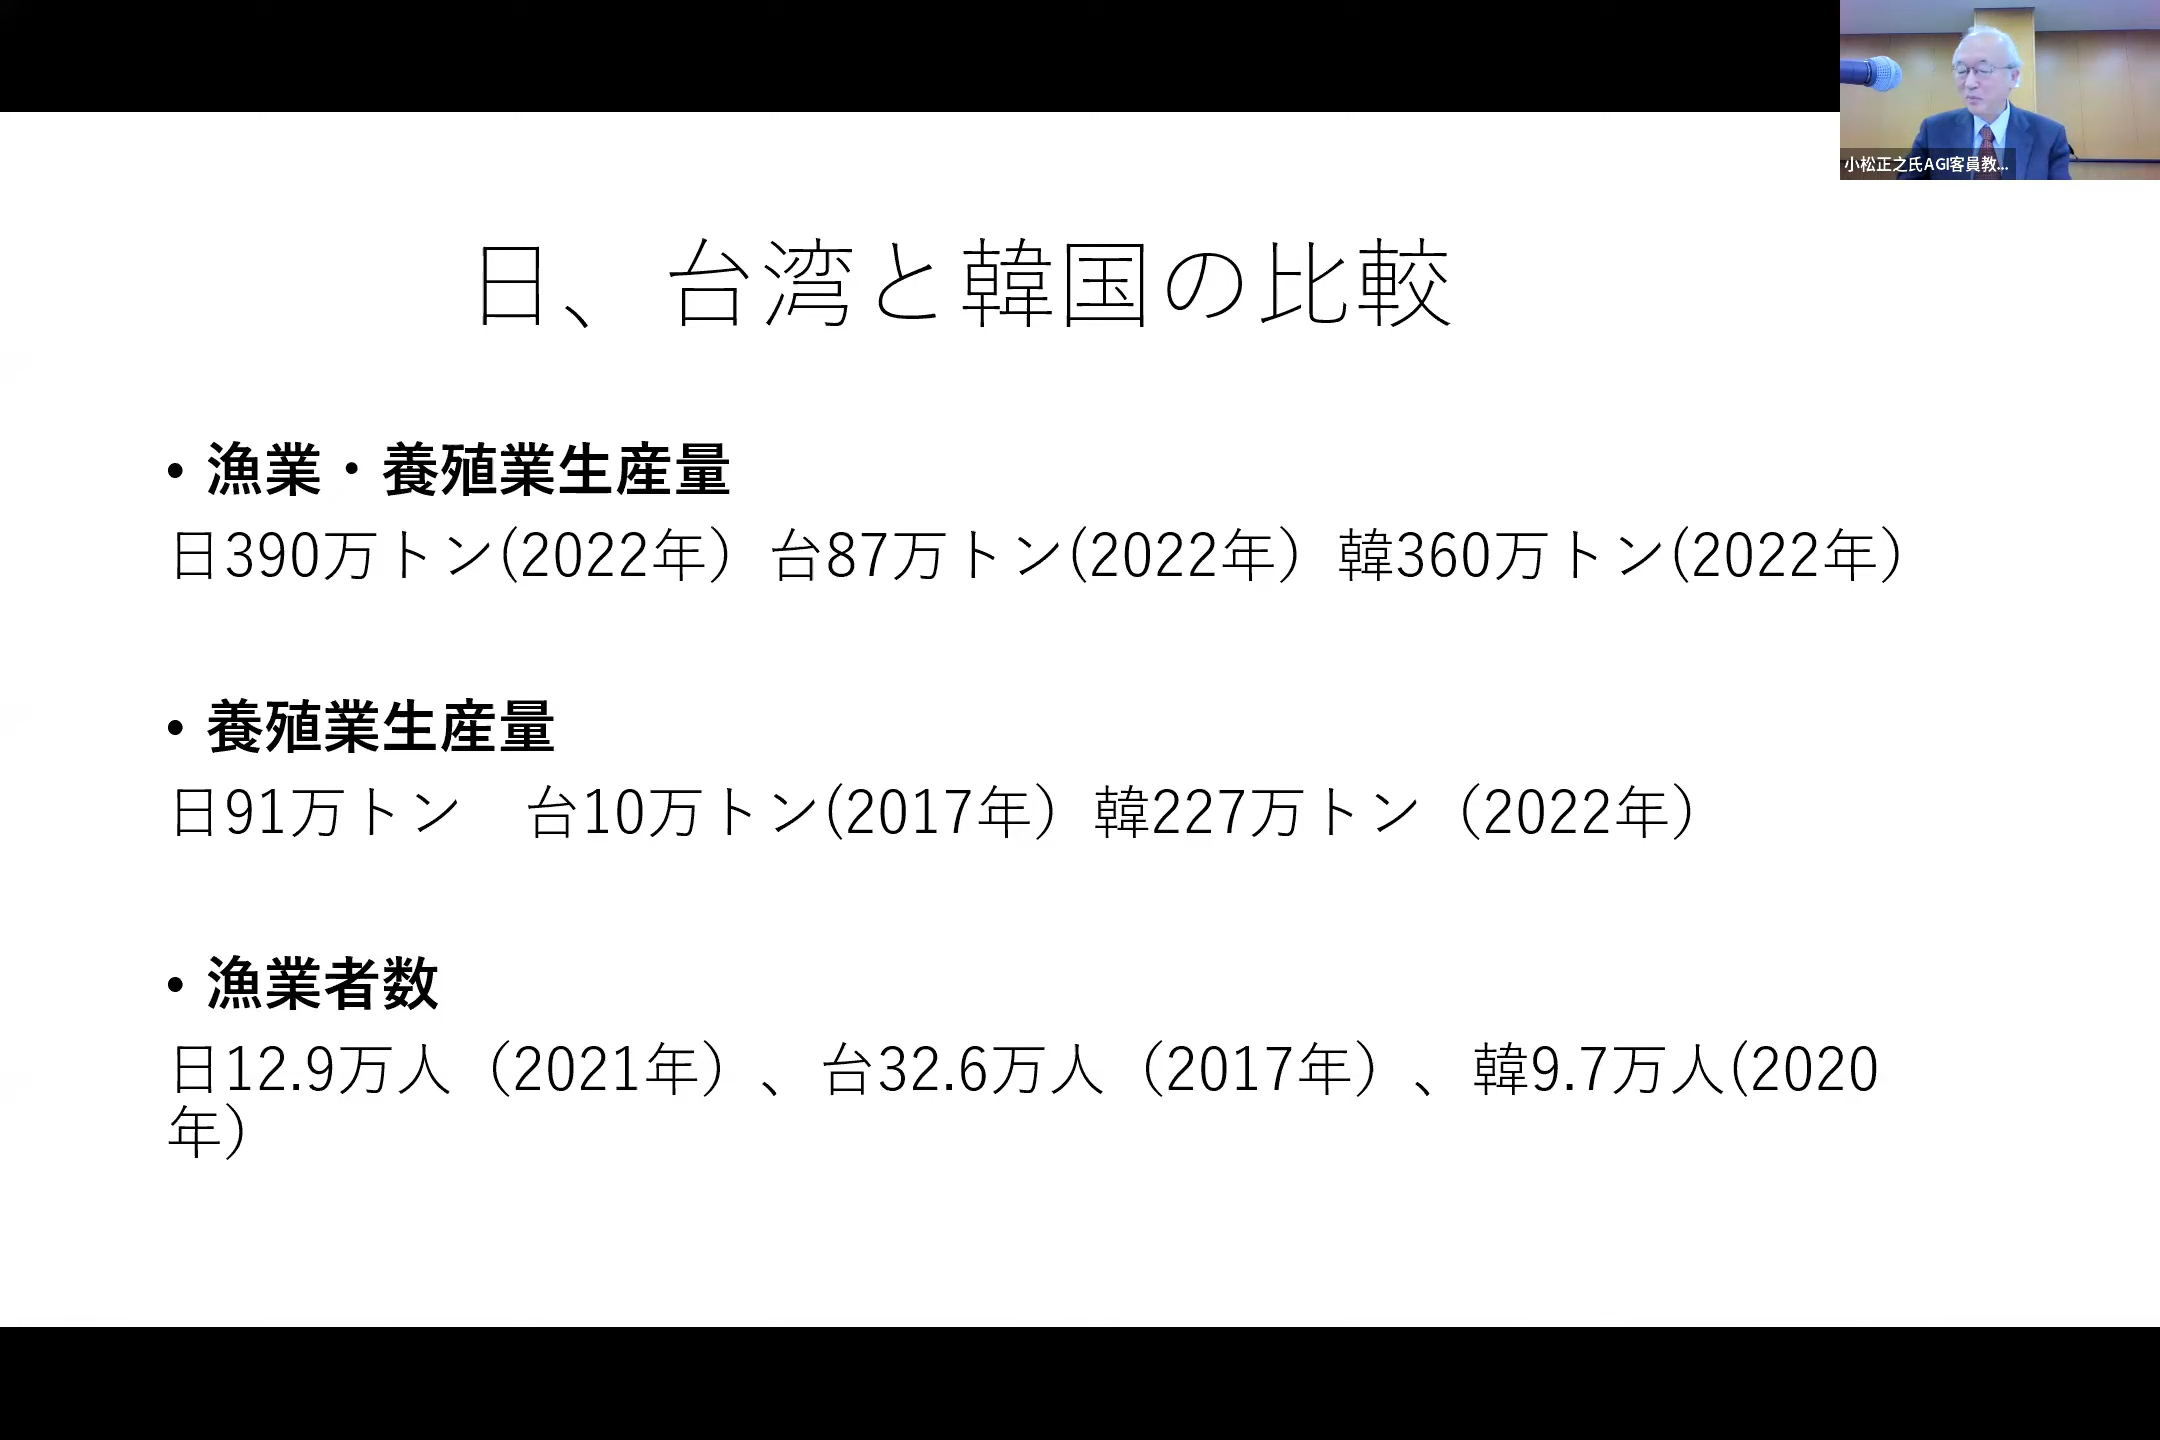 小松正之氏AGI客員教...
日、台湾と韓国の比較
• 漁業・養殖業生産量
日390万トン(2022年）台87万トン(2022年）韓360万トン(2022年）
• 養殖業生産量
日91万トン　台10万トン(2017年）韓227万トン（2022年）
• 漁業者数
日12.9万人（2021年）、台32.6万人（2017年）、韓9.7万人(2020
年）